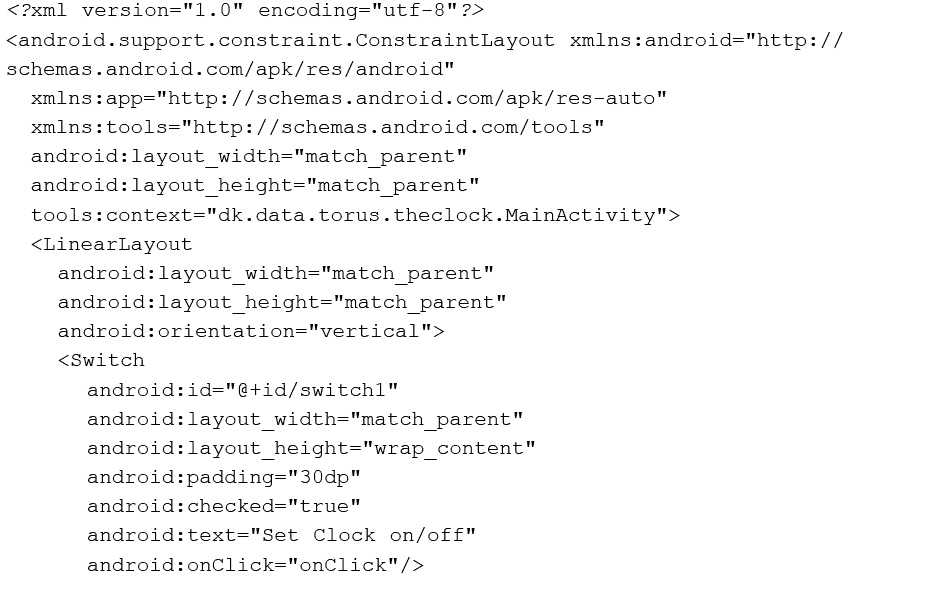 <?xml version="1.0" encoding="utf-8"?>
<android.support.constraint.ConstraintLayout xmlns:android="http://
schemas.android.com/apk/res/android"
xmlns:app="http://schemas.android.com/apk/res-auto"
xmlns:tools="http://schemas.android.com/tools"
android:layout_width="match_parent"
android:layout_height="match_parent"
tools:context="dk.data.torus.theclock.MainActivity">
<LinearLayout
android:layout_width="match_parent"
android:layout_height="match_parent"
android:orientation="vertical">
<Switch
android:id="@+id/switch1"
android:layout_width="match_parent"
android:layout_height="wrap_content"
android:padding="30dp"
android:checked="true"
android:text="Set Clock on/off"
android:onClick="onClick"/>